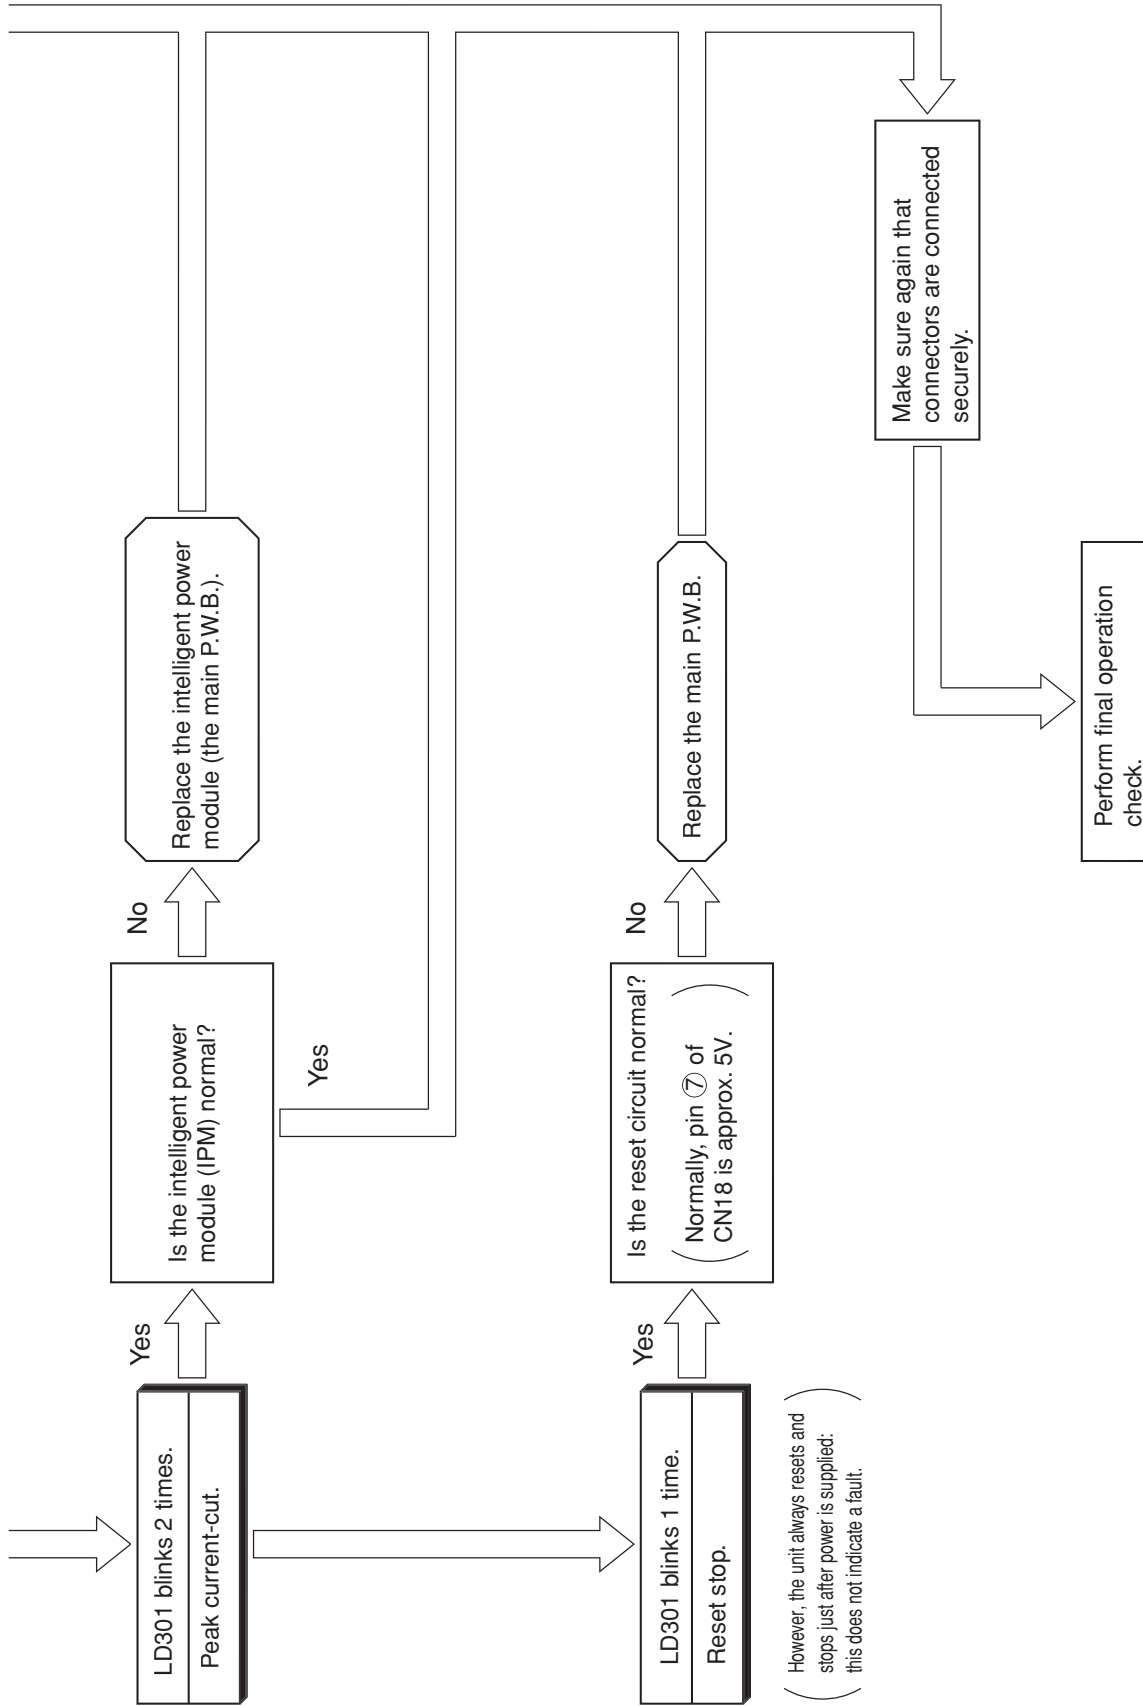 LD301 blinks 2 times.
Peak current-cut.
Yes
Is the intelligent power
module (IPM) normal?
No
Replace the intelligent power
module (the main P.W.B.).
Yes
LD301 blinks 1 time.
Reset stop.
However, the unit always resets and
stops just after power is supplied:
this does not indicate a fault.
Yes
Is the reset circuit normal?
Normally, pin ⑦ of
CN18 is approx. 5V.
No
Replace the main P.W.B.
Make sure again that
connectors are connected
securely.
Perform final operation
check.